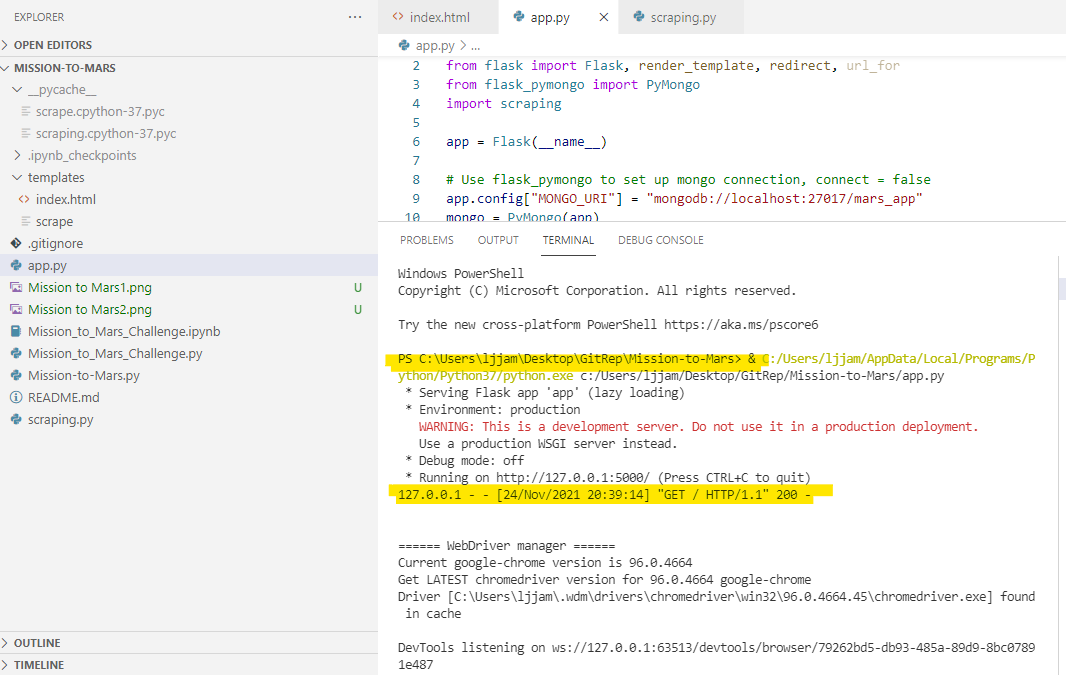 EXPLORER
OPEN EDITORS
MISSION-TO-MARS
__pycache__
scrape.cpython-37.pyc
scraping.cpython-37.pyc
.ipynb_checkpoints
templates
index.html
scrape
.gitignore
app.py
Mission to Mars1.png U
Mission to Mars2.png U
Mission_to_Mars_Challenge.ipynb
Mission_to_Mars_Challenge.py
Mission-to-Mars.py
README.md
scraping.py
OUTLINE
TIMELINE
index.html app.py scraping.py
app.py > ...
2 from flask import Flask, render_template, redirect, url_for
3 from flask_pymongo import PyMongo
4 import scraping
5
6 app = Flask(__name__)
7
8 # Use flask_pymongo to set up mongo connection, connect = false
9 app.config["MONGO_URI"] = "mongodb://localhost:27017/mars_app"
10 mongo = PyMongo(app)
PROBLEMS OUTPUT TERMINAL DEBUG CONSOLE
Windows PowerShell
Copyright (C) Microsoft Corporation. All rights reserved.
Try the new cross-platform PowerShell https://aka.ms/pscore6
PS C:\Users\ljjam\Desktop\GitRep\Mission-to-Mars> & C:/Users/ljjam/AppData/Local/Programs/P
ython/Python37/python.exe c:/Users/ljjam/Desktop/GitRep/Mission-to-Mars/app.py
* Serving Flask app 'app' (lazy loading)
* Environment: production
WARNING: This is a development server. Do not use it in a production deployment.
Use a production WSGI server instead.
* Debug mode: off
* Running on http://127.0.0.1:5000/ (Press CTRL+C to quit)
127.0.0.1 - - [24/Nov/2021 20:39:14] "GET / HTTP/1.1" 200 -
====== WebDriver manager ======
Current google-chrome version is 96.0.4664
Get LATEST chromedriver version for 96.0.4664 google-chrome
Driver [C:\Users\ljjam\.wdm\drivers\chromedriver\win32\96.0.4664.45\chromedriver.exe] found
in cache
DevTools listening on ws://127.0.0.1:63513/devtools/browser/79262bd5-db93-485a-89d9-8bc0789
1e487